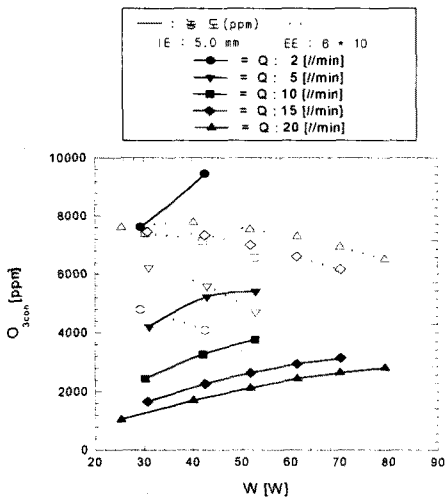 : 농 도(ppm)
IE : 5.0 mm EE : 6 * 10
= Q : 2 [l/min]
= Q : 5 [l/min]
= Q : 10 [l/min]
= Q : 15 [l/min]
= Q : 20 [l/min]
10000
8000
6000
4000
2000
0
O3con [ppm]
20 30 40 50 60 70 80 90
W [W]